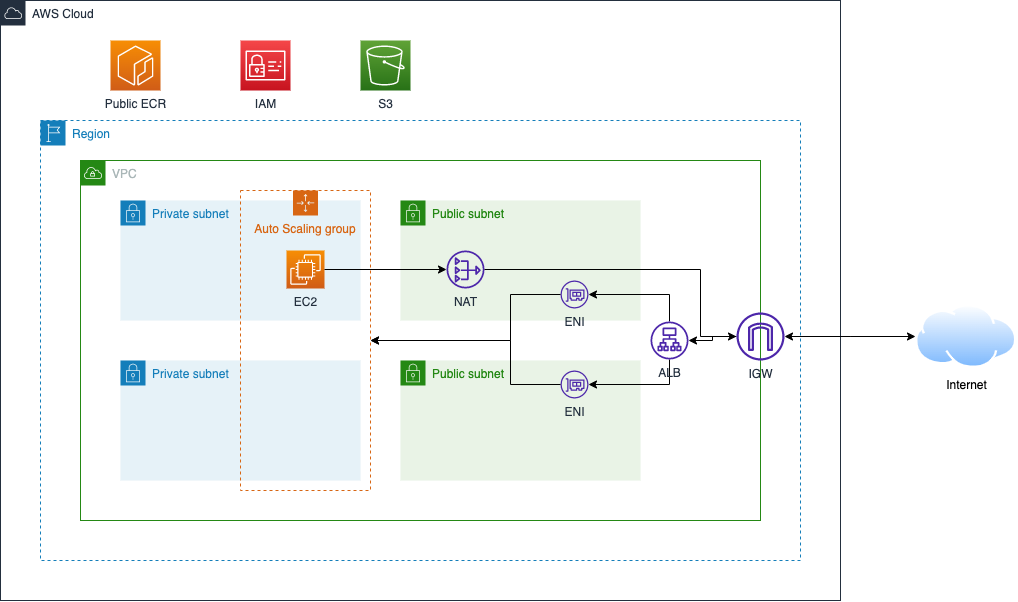 AWS Cloud
Public ECR
IAM
S3
Region
VPC
Private subnet
Auto Scaling group
EC2
Public subnet
NAT
ENI
ALB
IGW
Internet
Private subnet
Public subnet
ENI